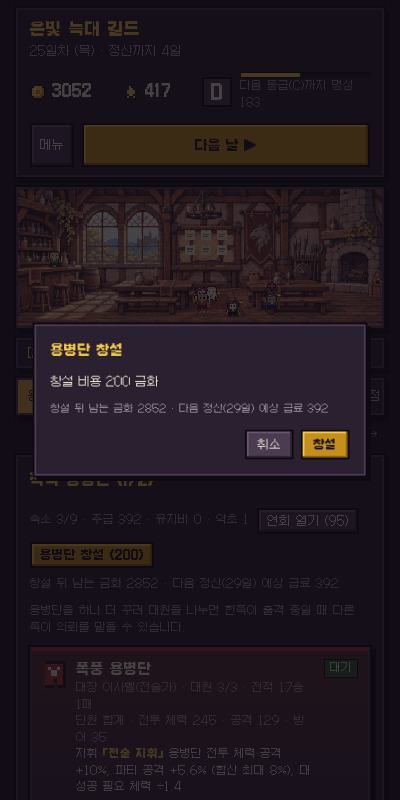 은빛 늑대 길드
25일차 (목) · 정산까지 4일
3052
417
D
다음 등급(C)까지 명성
183
메뉴
다음 날 ▶
용병단 창설
창설 비용 200 금화
창설 뒤 남는 금화 2852 · 다음 정산(29일) 예상 급료 392
취소
창설
숙소 3/9 · 주급 392 · 유지비 0 · 약초 1
연회 열기 (95)
용병단 창설 (200)
창설 뒤 남는 금화 2852 · 다음 정산(29일) 예상 급료 392
용병단을 하나 더 꾸려 대원을 나누면 한쪽이 출격 중일 때 다른
쪽이 의뢰를 맡을 수 있습니다.
폭풍 용병단
대기
대장 이사벨(전술가) · 대원 3/3 · 전적 17승
1패
단원 합계 · 전투 체력 245 · 공격 129 · 방
어 35
지휘 「전술 지휘」 용병단 전투 체력 공격
+10%, 파티 공격 +5.6% (합산 최대 8%), 대
성공 필요 체력 −1.4